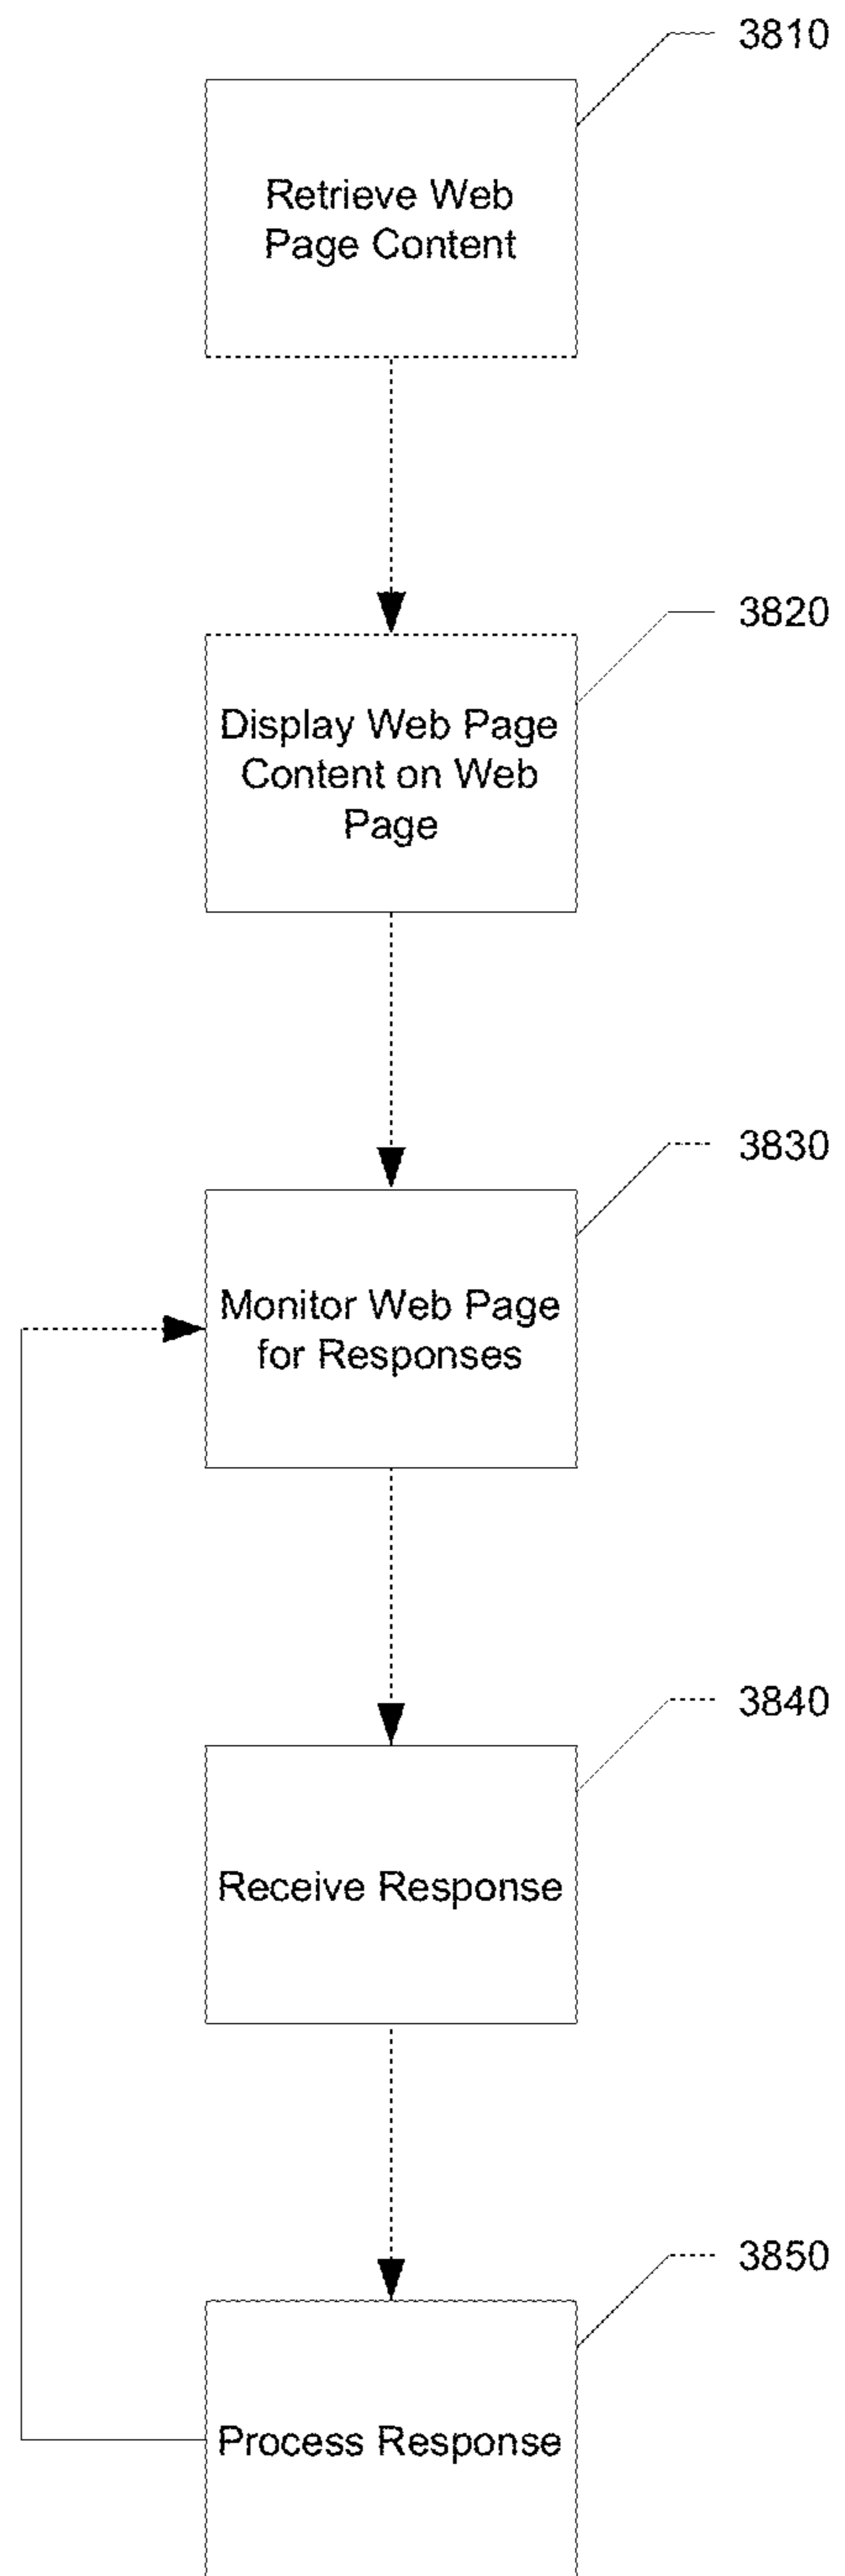 3810
Retrieve Web
Page Content
3820
Display Web Page
Content on Web
Page
3830
Monitor Web Page
for Responses
3840
Receive Response
3850
Process Response